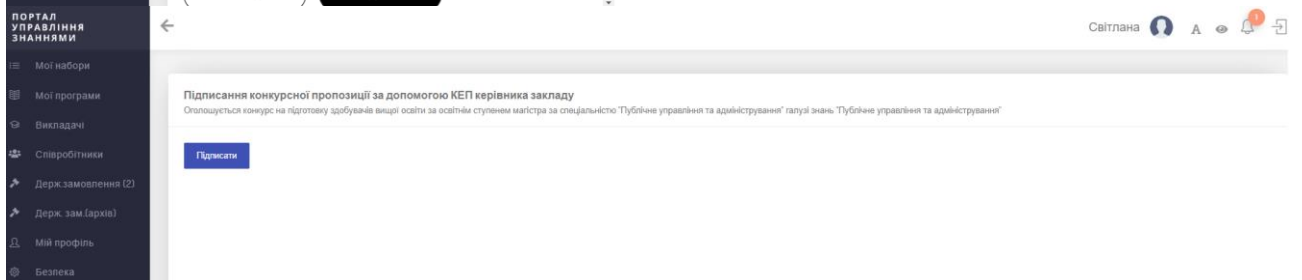 ПОРТАЛ
УПРАВЛІННЯ
ЗНАННЯМИ
Світлана
A
1
Мої набори
Мої програми
Викладачі
Співробітники
Держ.замовлення (2)
Держ. зам.(архів)
Мій профіль
Безпека
Підписання конкурсної пропозиції за допомогою КЕП керівника закладу
Оголошується конкурс на підготовку здобувачів вищої освіти за освітнім ступенем магістра за спеціальністю "Публічне управління та адміністрування" галузі знань "Публічне управління та адміністрування"
Підписати